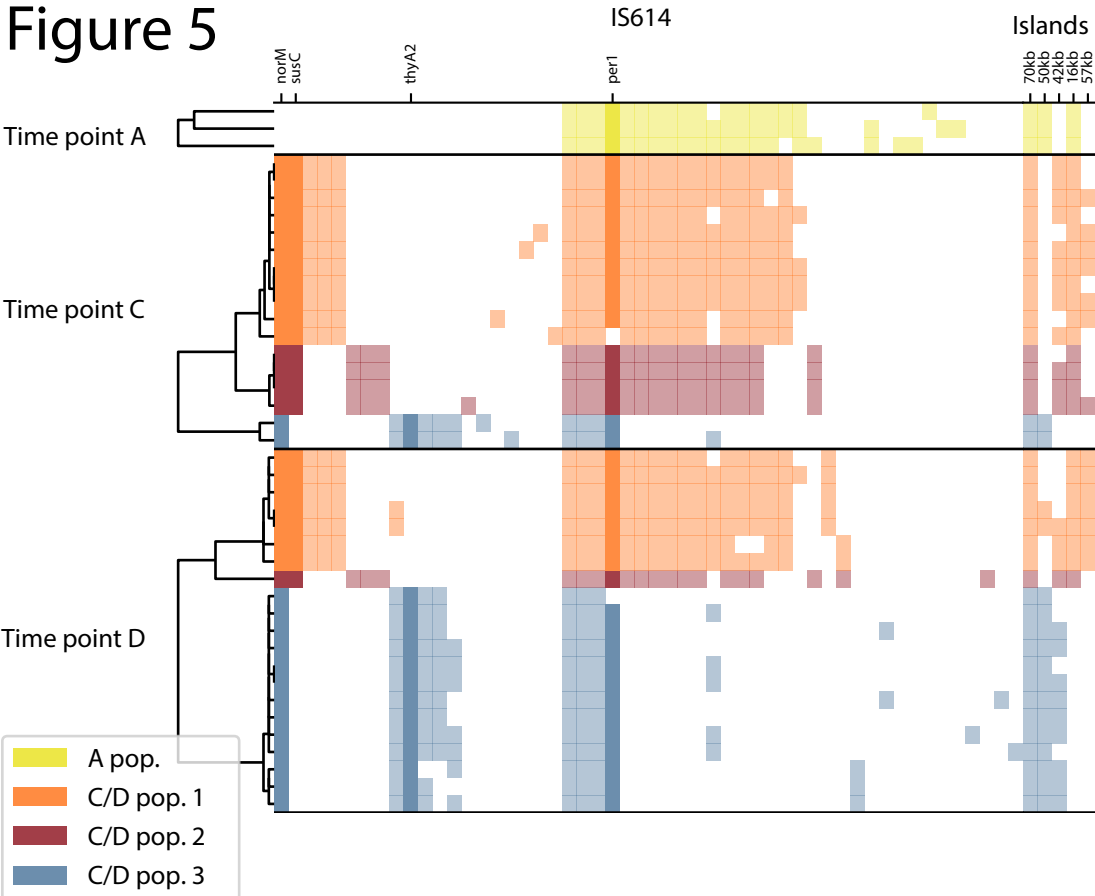 Figure 5
IS614
Islands
norM
susC
thyA2
per1
70kb
50kb
42kb
16kb
57kb
Time point A
Time point C
Time point D
A pop.
C/D pop. 1
C/D pop. 2
C/D pop. 3